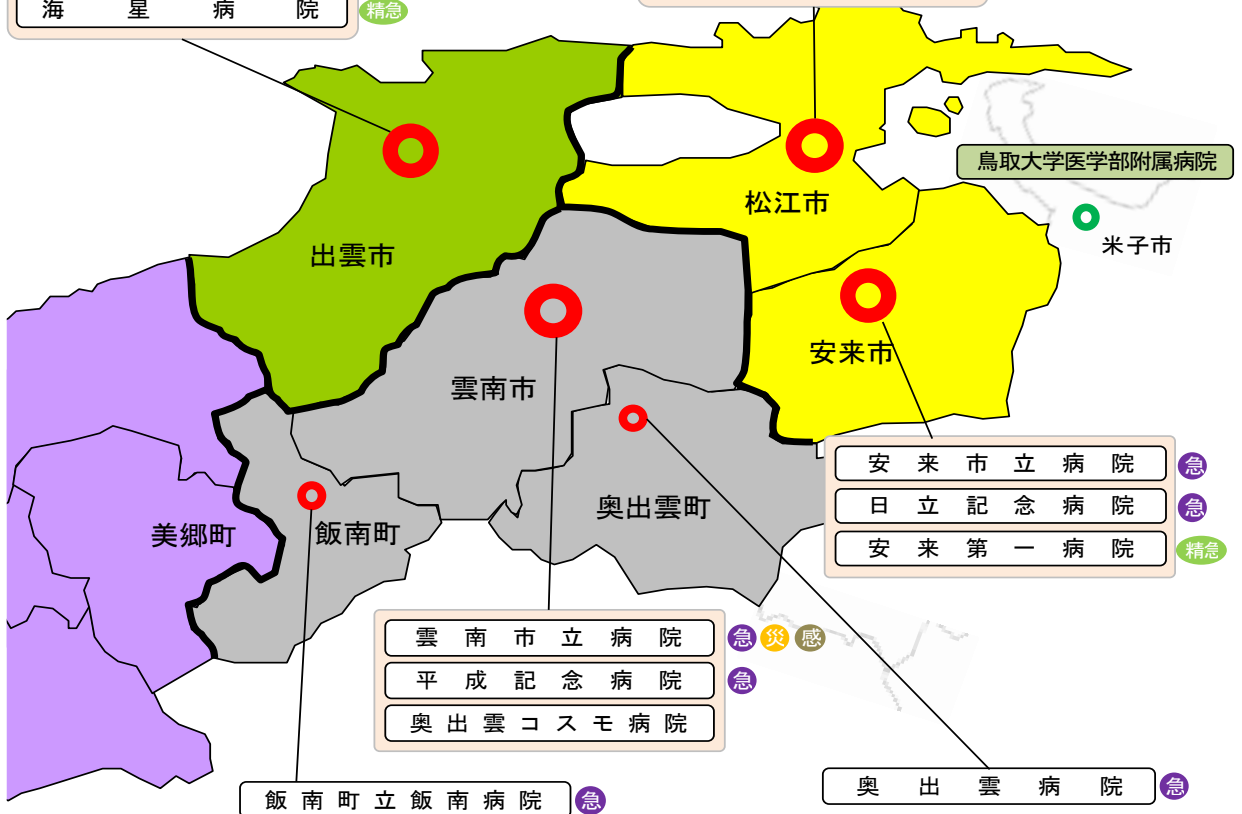 海星病院 精急
鳥取大学医学部附属病院
米子市
松江市
出雲市
安来市
雲南市
奥出雲町
飯南町
美郷町
安来市立病院 急
日立記念病院 急
安来第一病院 精急
雲南市立病院 急 災 感
平成記念病院 急
奥出雲コスモ病院
奥出雲病院 急
飯南町立飯南病院 急